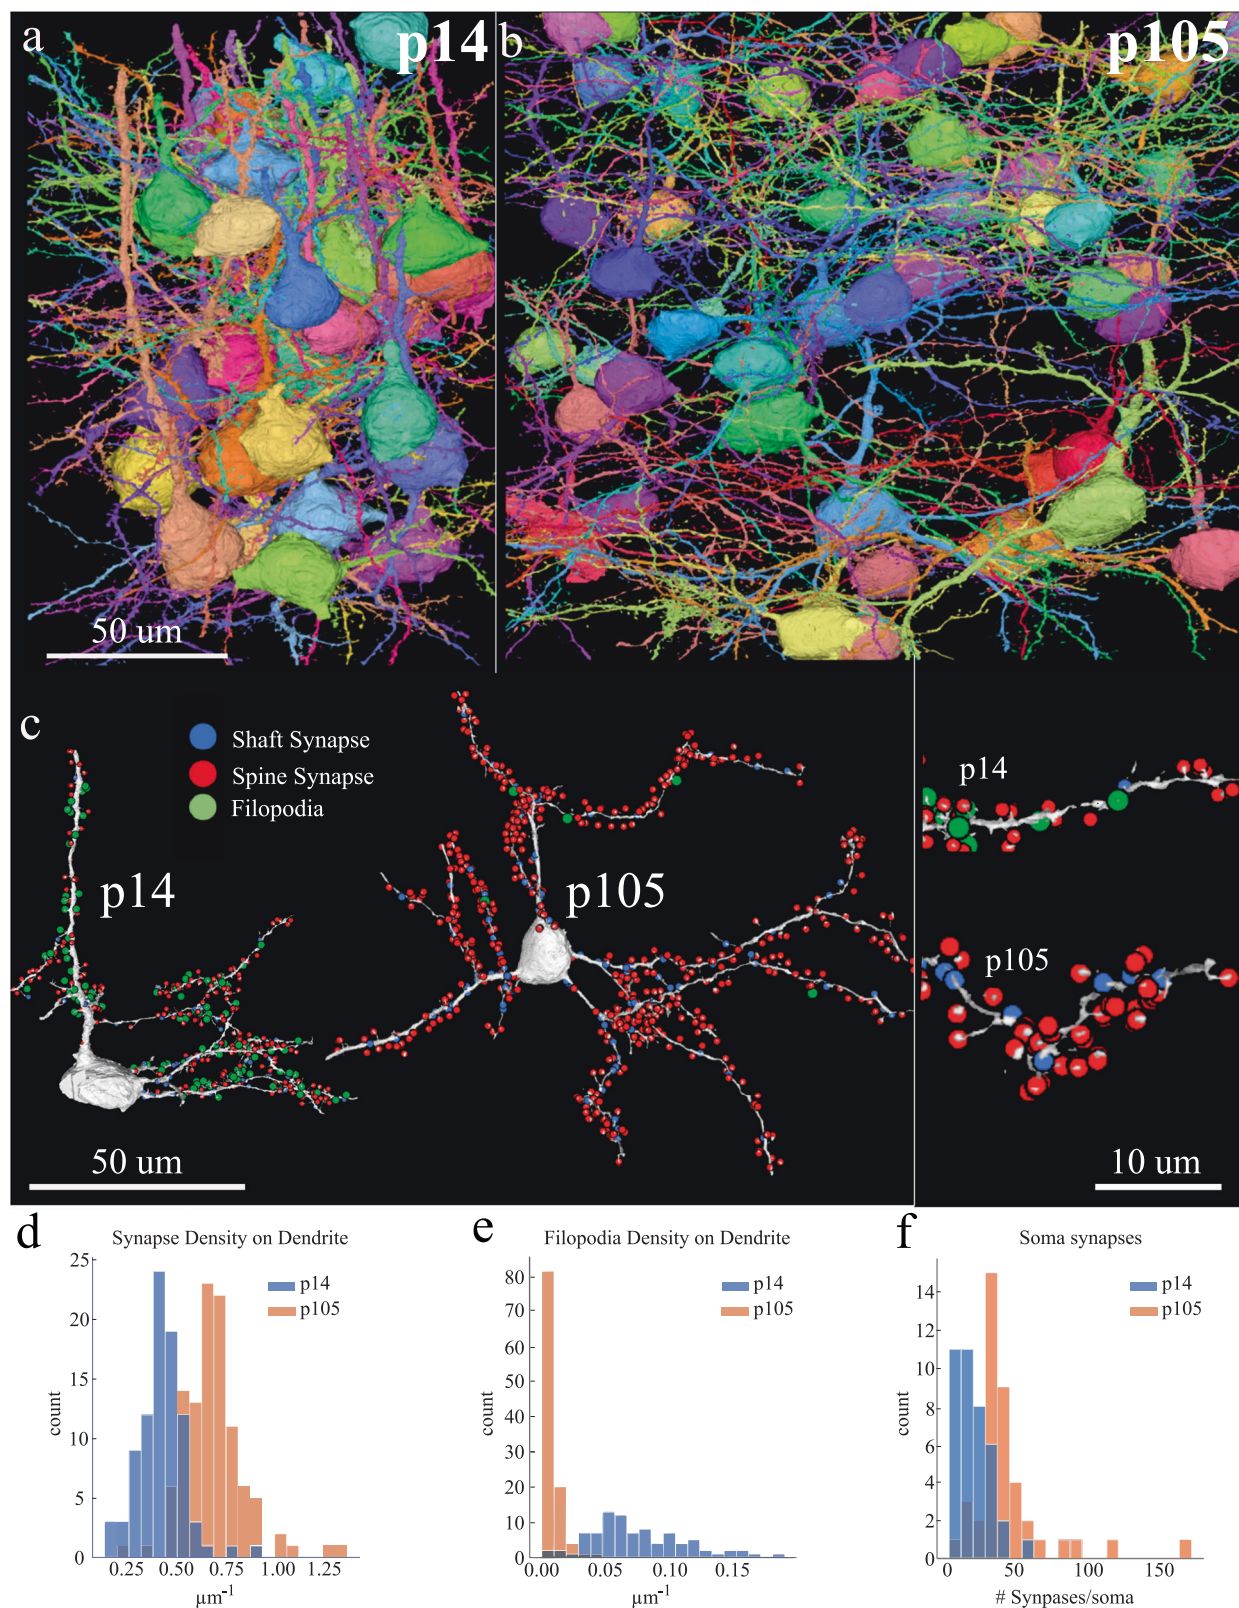 a
p14
b
p105
50 um
c
Shaft Synapse
Spine Synapse
Filopodia
p14
p105
50 um
p14
p105
10 um
d
Synapse Density on Dendrite
p14
p105
count
25
20
15
10
5
0
0.25 0.50 0.75 1.00 1.25
µm-1
e
Filopodia Density on Dendrite
p14
p105
count
80
70
60
50
40
30
20
10
0
0.00 0.05 0.10 0.15
µm-1
f
Soma synapses
p14
p105
count
14
12
10
8
6
4
2
0
0 50 100 150
# Synpases/soma